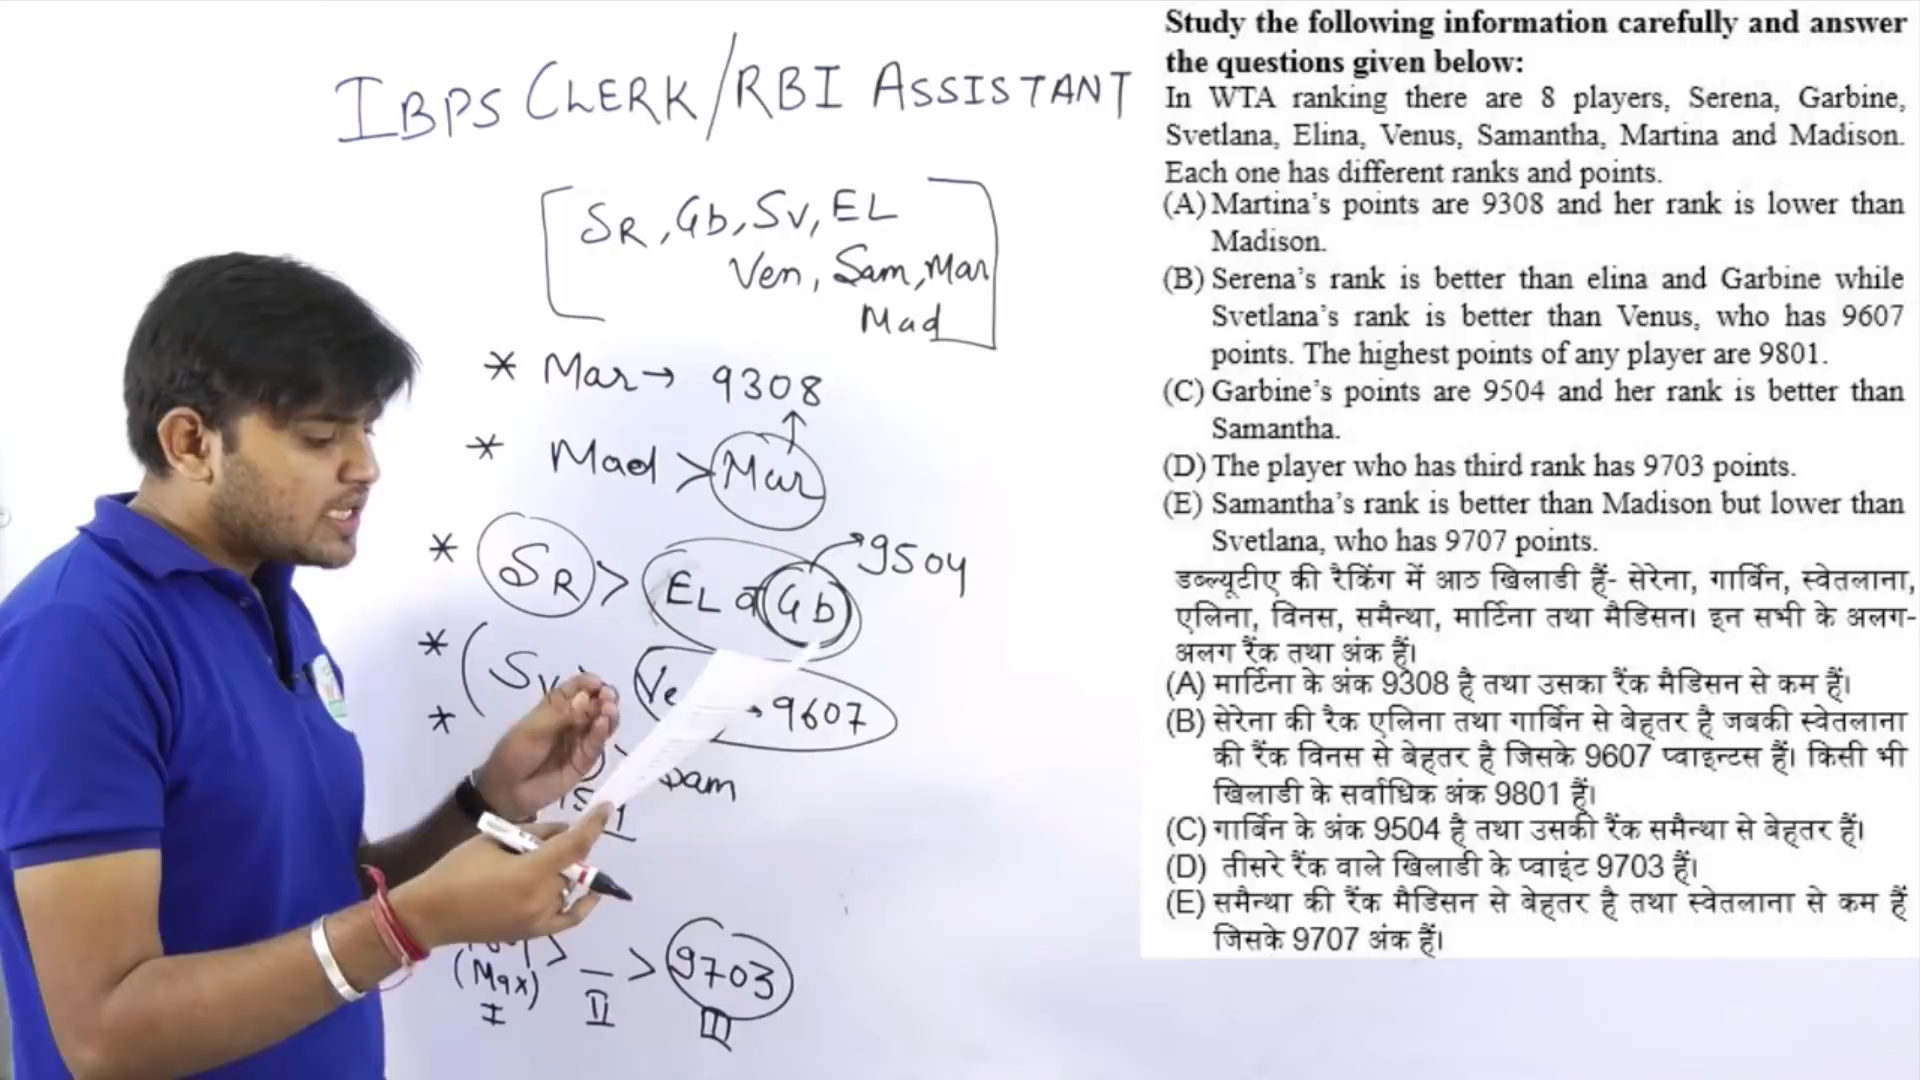 IBPS CLERK/RBI ASSISTANT
[SR, Gb, SV, EL
Ven, Sam, Mar
Mad]
* Mar → 9308
* Mad > Mar
* SR > EL a Gb → 9504
* (SV Ve → 9607
*
Sam
(Max) > _ > 9703
I II III
Study the following information carefully and answer
the questions given below:
In WTA ranking there are 8 players, Serena, Garbine,
Svetlana, Elina, Venus, Samantha, Martina and Madison.
Each one has different ranks and points.
(A) Martina's points are 9308 and her rank is lower than
Madison.
(B) Serena's rank is better than elina and Garbine while
Svetlana's rank is better than Venus, who has 9607
points. The highest points of any player are 9801.
(C) Garbine's points are 9504 and her rank is better than
Samantha.
(D) The player who has third rank has 9703 points.
(E) Samantha's rank is better than Madison but lower than
Svetlana, who has 9707 points.
डब्ल्यूटीए की रैकिंग में आठ खिलाडी हैं- सेरेना, गार्बिन, स्वेतलाना,
एलिना, विनस, समैन्था, मार्टिना तथा मैडिसन। इन सभी के अलग-
अलग रैंक तथा अंक हैं।
(A) मार्टिना के अंक 9308 है तथा उसका रैंक मैडिसन से कम हैं।
(B) सेरेना की रैक एलिना तथा गार्बिन से बेहतर है जबकी स्वेतलाना
की रैंक विनस से बेहतर है जिसके 9607 प्वाइन्टस हैं। किसी भी
खिलाडी के सर्वाधिक अंक 9801 हैं।
(C) गार्बिन के अंक 9504 है तथा उसकी रैंक समैन्था से बेहतर हैं।
(D) तीसरे रैंक वाले खिलाडी के प्वाइंट 9703 हैं।
(E) समैन्था की रैंक मैडिसन से बेहतर है तथा स्वेतलाना से कम हैं
जिसके 9707 अंक हैं।